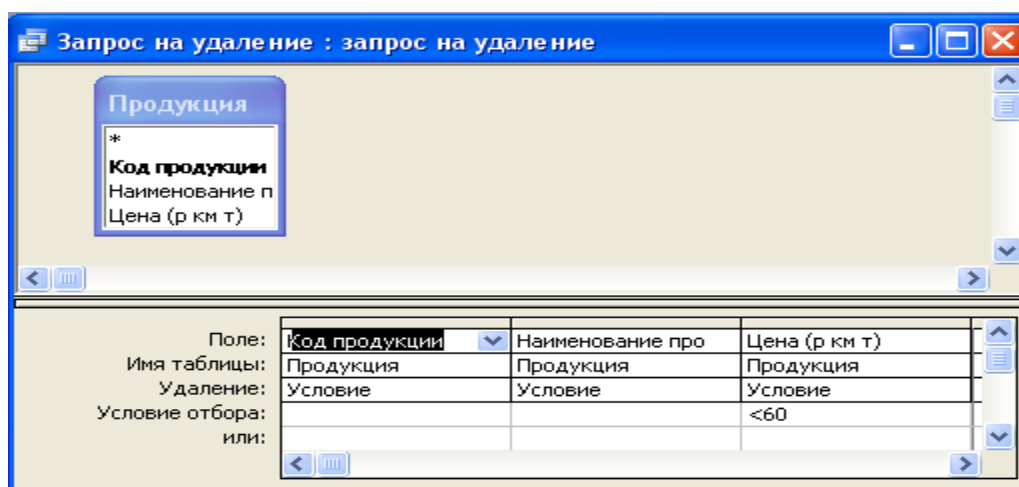 Запрос на удаление : запрос на удаление
Продукция
*
Код продукции
Наименование п
Цена (р км т)
Поле: Код продукции Наименование про Цена (р км т)
Имя таблицы: Продукция Продукция Продукция
Удаление: Условие Условие Условие
Условие отбора: <60
или: